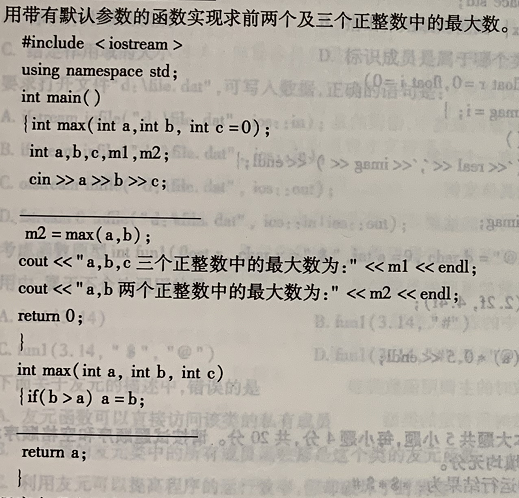 用带有默认参数的函数实现求前两个及三个正整数中的最大数。
#include <iostream>
using namespace std;
int main()
{int max(int a,int b, int c=0);
int a,b,c,m1,m2;
cin>>a>>b>>c;
m2=max(a,b);
cout<<"a,b,c 三个正整数中的最大数为:"<<m1<<endl;
cout<<"a,b 两个正整数中的最大数为:"<<m2<<endl;
return 0;
}
int max(int a, int b, int c)
{if(b>a) a=b;
return a;
}